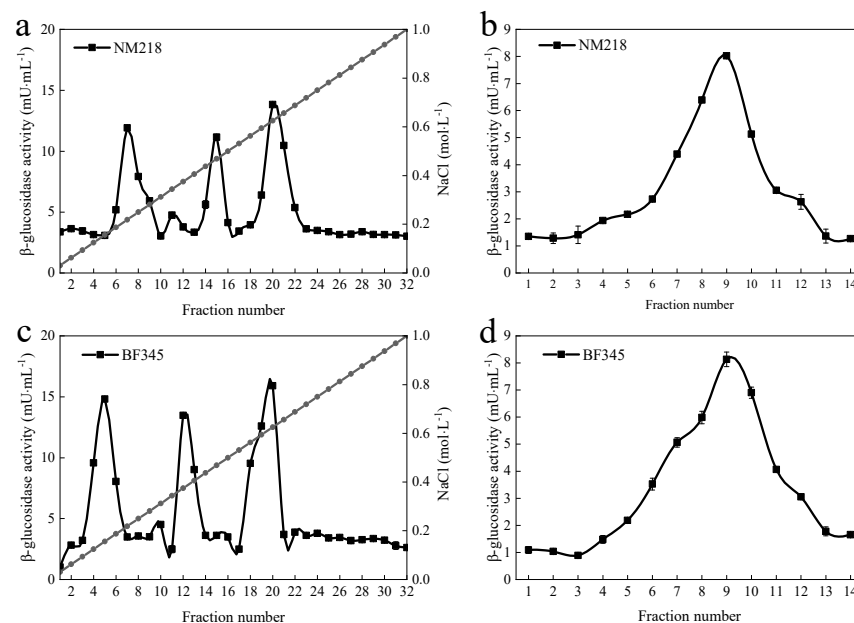 a
NM218
20
15
10
5
0
β-glucosidase activity (mU·mL⁻¹)
1.0
0.8
0.6
0.4
0.2
0.0
NaCl (mol·L⁻¹)
2 4 6 8 10 12 14 16 18 20 22 24 26 28 30 32
Fraction number
b
NM218
9
8
7
6
5
4
3
2
1
0
β-glucosidase activity (mU·mL⁻¹)
1 2 3 4 5 6 7 8 9 10 11 12 13 14
Fraction number
c
BF345
20
15
10
5
0
β-glucosidase activity (mU·mL⁻¹)
1.0
0.8
0.6
0.4
0.2
0.0
NaCl (mol·L⁻¹)
2 4 6 8 10 12 14 16 18 20 22 24 26 28 30 32
Fraction number
d
BF345
9
8
7
6
5
4
3
2
1
0
β-glucosidase activity (mU·mL⁻¹)
1 2 3 4 5 6 7 8 9 10 11 12 13 14
Fraction number